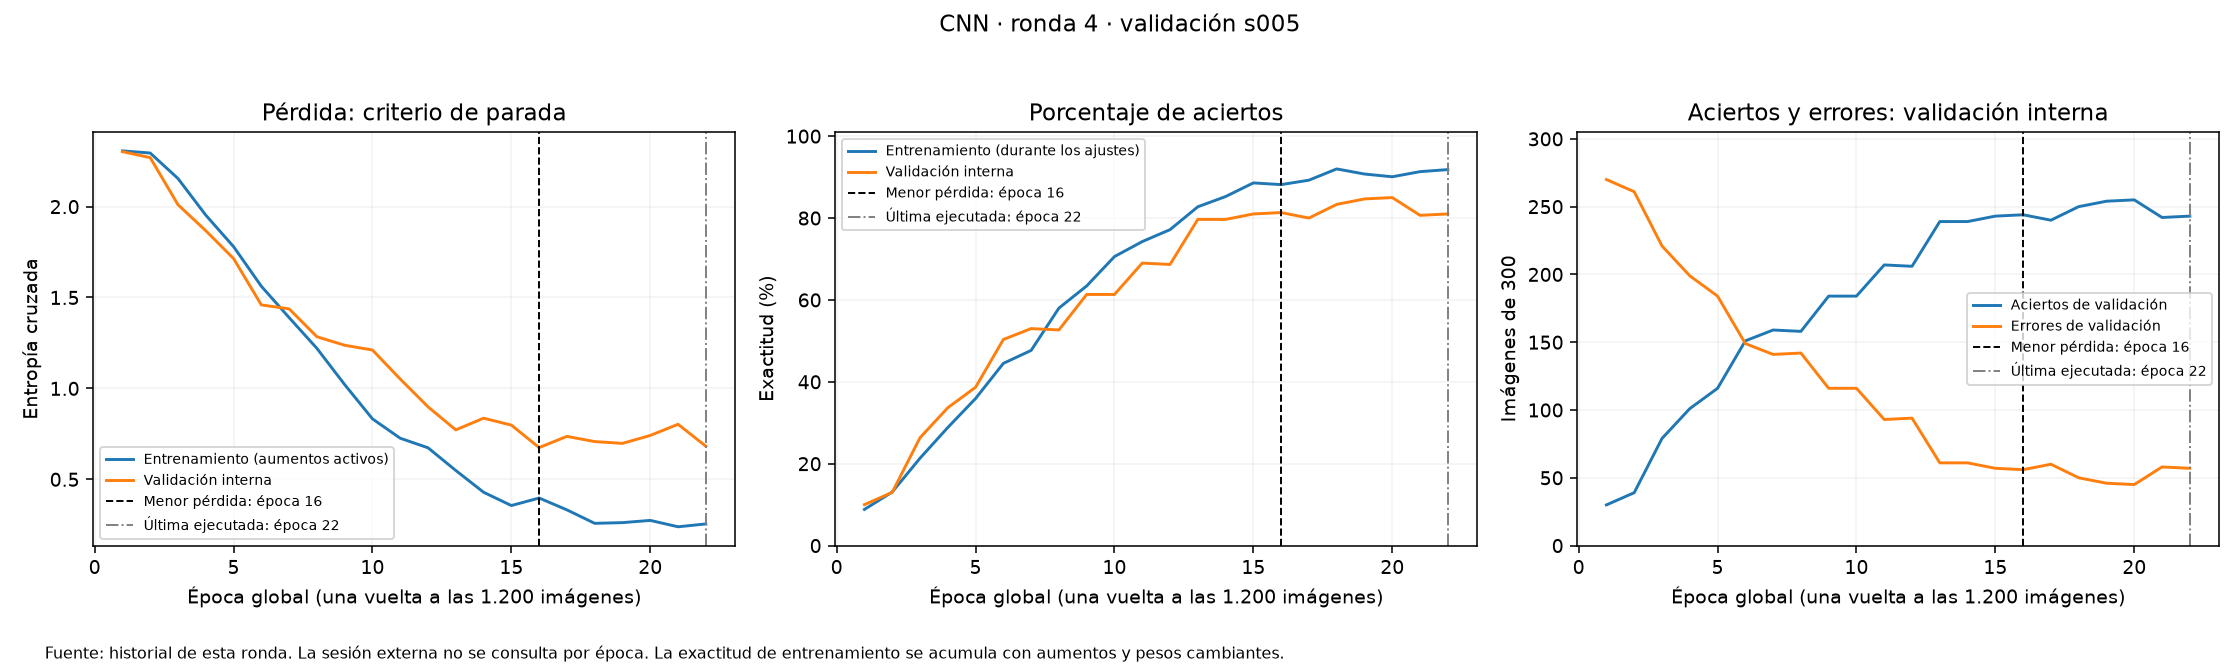 CNN · ronda 4 · validación s005
Pérdida: criterio de parada
Entropía cruzada
2.0
1.5
1.0
0.5
Entrenamiento (aumentos activos)
Validación interna
Menor pérdida: época 16
Última ejecutada: época 22
0 5 10 15 20
Época global (una vuelta a las 1.200 imágenes)
Porcentaje de aciertos
Exactitud (%)
100
80
60
40
20
0
Entrenamiento (durante los ajustes)
Validación interna
Menor pérdida: época 16
Última ejecutada: época 22
0 5 10 15 20
Época global (una vuelta a las 1.200 imágenes)
Aciertos y errores: validación interna
Imágenes de 300
300
250
200
150
100
50
0
Aciertos de validación
Errores de validación
Menor pérdida: época 16
Última ejecutada: época 22
0 5 10 15 20
Época global (una vuelta a las 1.200 imágenes)
Fuente: historial de esta ronda. La sesión externa no se consulta por época. La exactitud de entrenamiento se acumula con aumentos y pesos cambiantes.